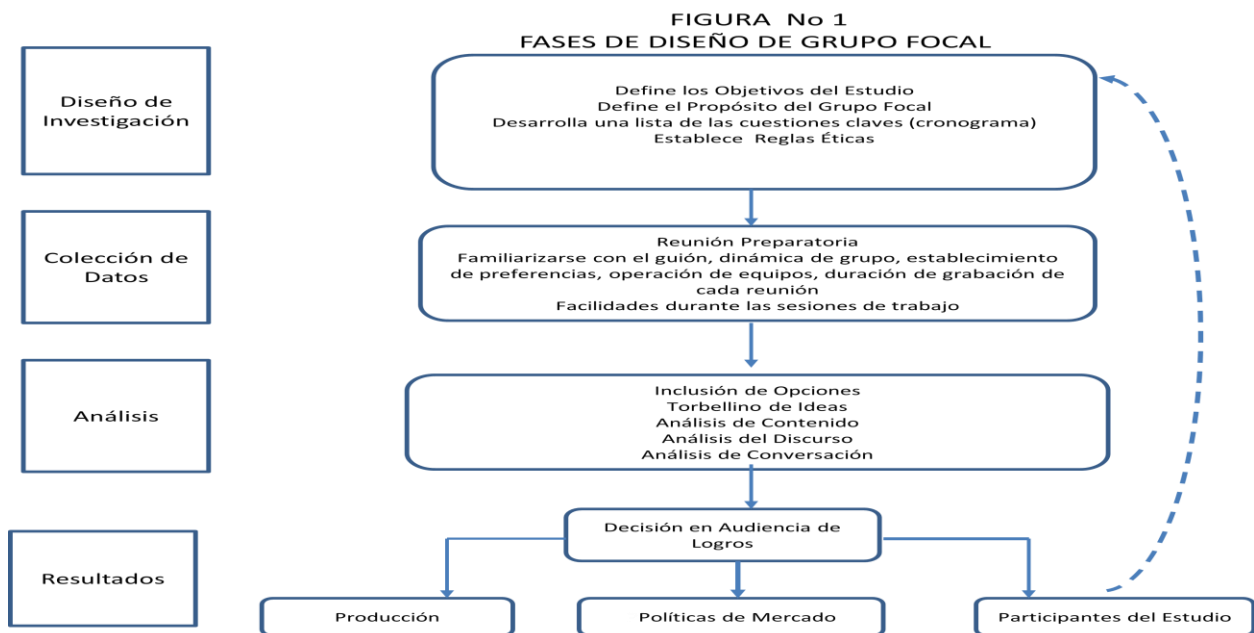 FIGURA No 1
FASES DE DISEÑO DE GRUPO FOCAL
Diseño de
Investigación
Define los Objetivos del Estudio
Define el Propósito del Grupo Focal
Desarrolla una lista de las cuestiones claves (cronograma)
Establece Reglas Éticas
Colección de
Datos
Reunión Preparatoria
Familiarizarse con el guión, dinámica de grupo, establecimiento
de preferencias, operación de equipos, duración de grabación de
cada reunión
Facilidades durante las sesiones de trabajo
Análisis
Inclusión de Opciones
Torbellino de Ideas
Análisis de Contenido
Análisis del Discurso
Análisis de Conversación
Resultados
Decisión en Audiencia de
Logros
Producción
Políticas de Mercado
Participantes del Estudio